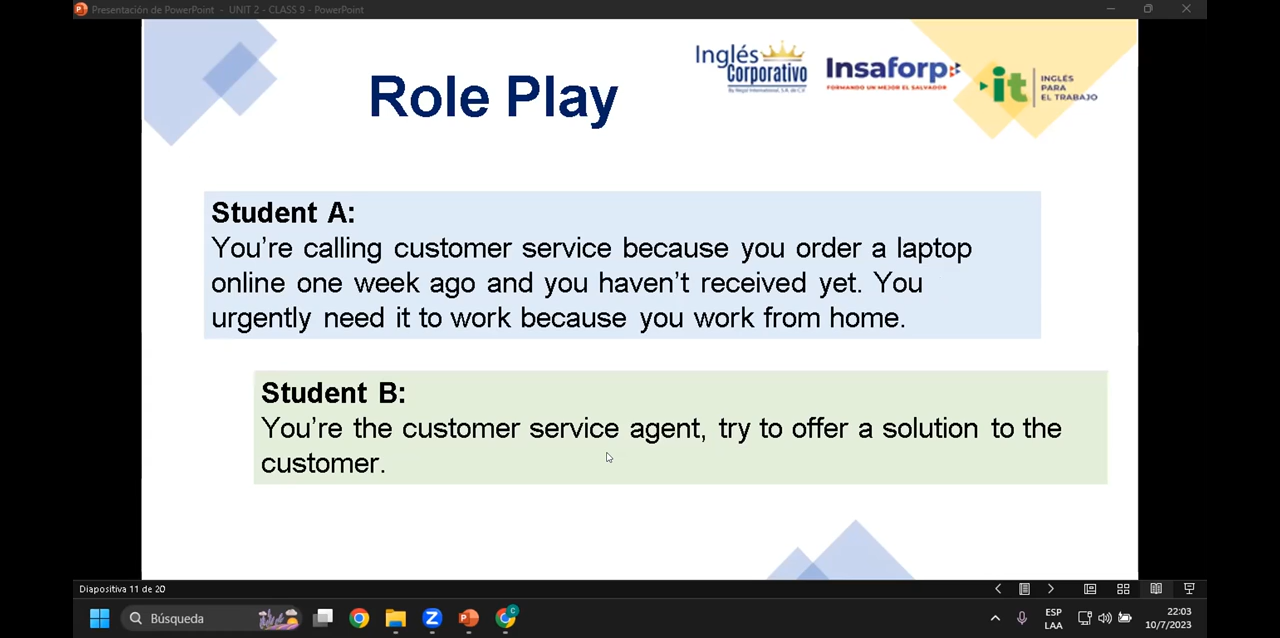 Presentación de PowerPoint - UNIT 2 - CLASS 9 - PowerPoint
Role Play
Inglés
Corporativo
Insaforp
FORMANDO UN MEJOR EL SALVADOR
it
INGLÉS
PARA
EL TRABAJO
Student A:
You're calling customer service because you order a laptop
online one week ago and you haven't received yet. You
urgently need it to work because you work from home.
Student B:
You're the customer service agent, try to offer a solution to the
customer.
Diapositiva 11 de 20
Búsqueda
ESP
LAA
22:03
10/7/2023